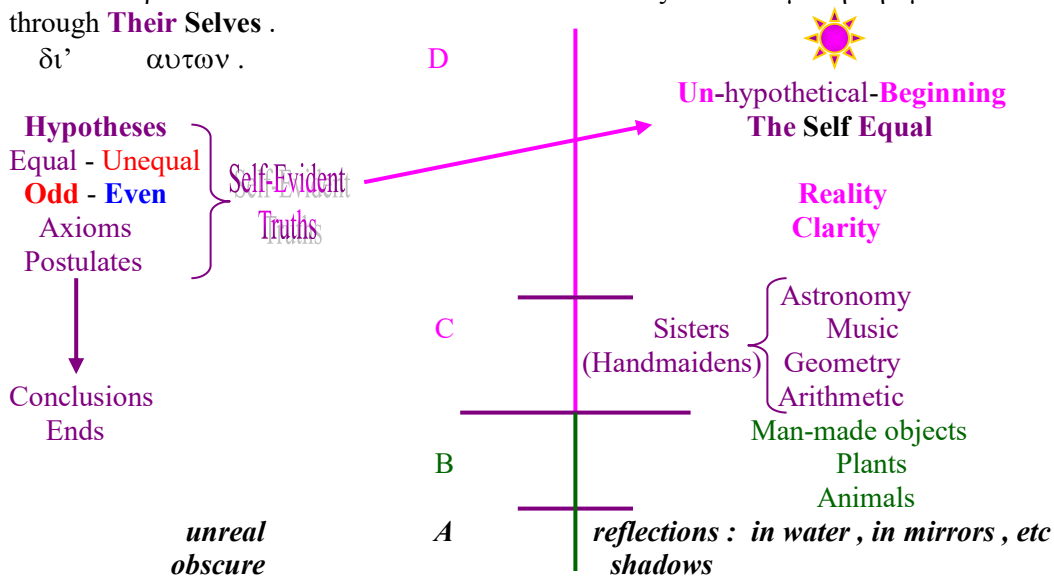 through Their Selves .
δι’ αυτων .
D
Un-hypothetical-Beginning
The Self Equal
Hypotheses
Equal - Unequal
Odd - Even
Axioms
Postulates
Self-Evident
Truths
Reality
Clarity
C
Sisters
(Handmaidens)
Astronomy
Music
Geometry
Arithmetic
Conclusions
Ends
B
Man-made objects
Plants
Animals
unreal A reflections : in water , in mirrors , etc
obscure shadows